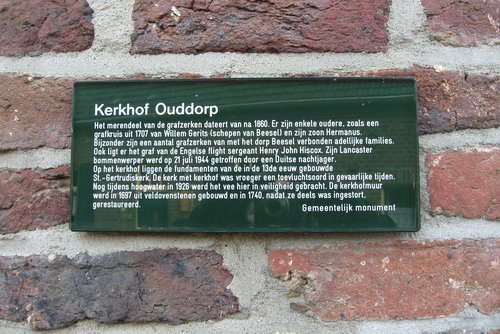 Kerkhof Ouddorp
Het merendeel van de grafzerken dateert van na 1860. Er zijn enkele oudere, zoals een
grafkruis uit 1707 van Willem Gerits (schepen van Beesel) en zijn zoon Hermanus.
Bijzonder zijn een aantal grafzerken van met het dorp Beesel verbonden adellijke families.
Ook ligt er het graf van de Engelse flight sergeant Henry John Hiscox. Zijn Lancaster
bommenwerper werd op 21 juli 1944 getroffen door een Duitse nachtjager.
Op het kerkhof liggen de fundamenten van de in de 13de eeuw gebouwde
St.-Gertrudiskerk. De kerk met kerkhof was vroeger een toevluchtsoord in gevaarlijke tijden.
Nog tijdens hoogwater in 1926 werd het vee hier in veiligheid gebracht. De kerkhofmuur
werd in 1697 uit veldovenstenen gebouwd en in 1740, nadat ze deels was ingestort,
gerestaureerd.
Gemeentelijk monument